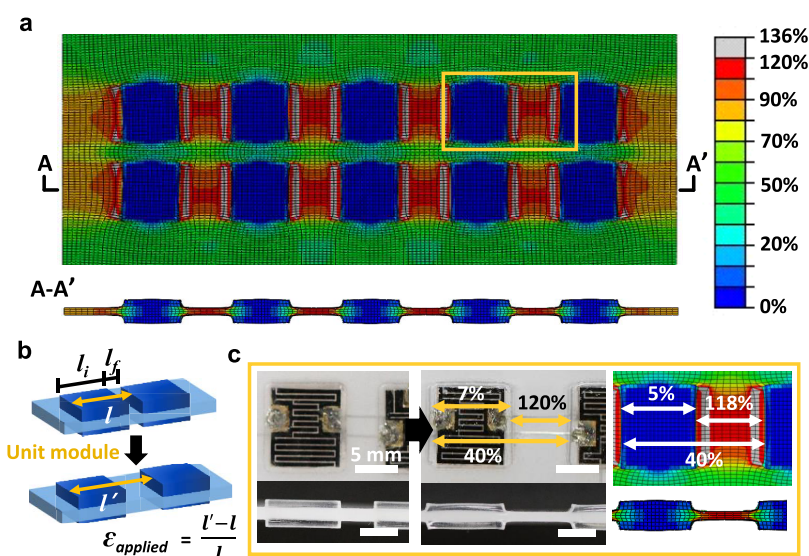 a
136%
120%
90%
70%
50%
20%
0%
A
A'
A-A'
b
l_i l_f
l
Unit module
l'
ε_applied = l'-l / l
c
7%
120%
40%
5 mm
5%
118%
40%